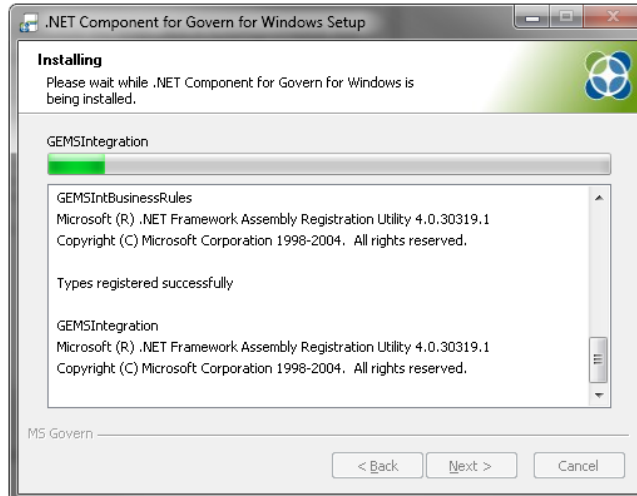 .NET Component for Govern for Windows Setup
Installing
Please wait while .NET Component for Govern for Windows is
being installed.
GEMSIntegration
GEMSIntBusinessRules
Microsoft (R) .NET Framework Assembly Registration Utility 4.0.30319.1
Copyright (C) Microsoft Corporation 1998-2004.  All rights reserved.
Types registered successfully
GEMSIntegration
Microsoft (R) .NET Framework Assembly Registration Utility 4.0.30319.1
Copyright (C) Microsoft Corporation 1998-2004.  All rights reserved.
MS Govern
< Back Next > Cancel